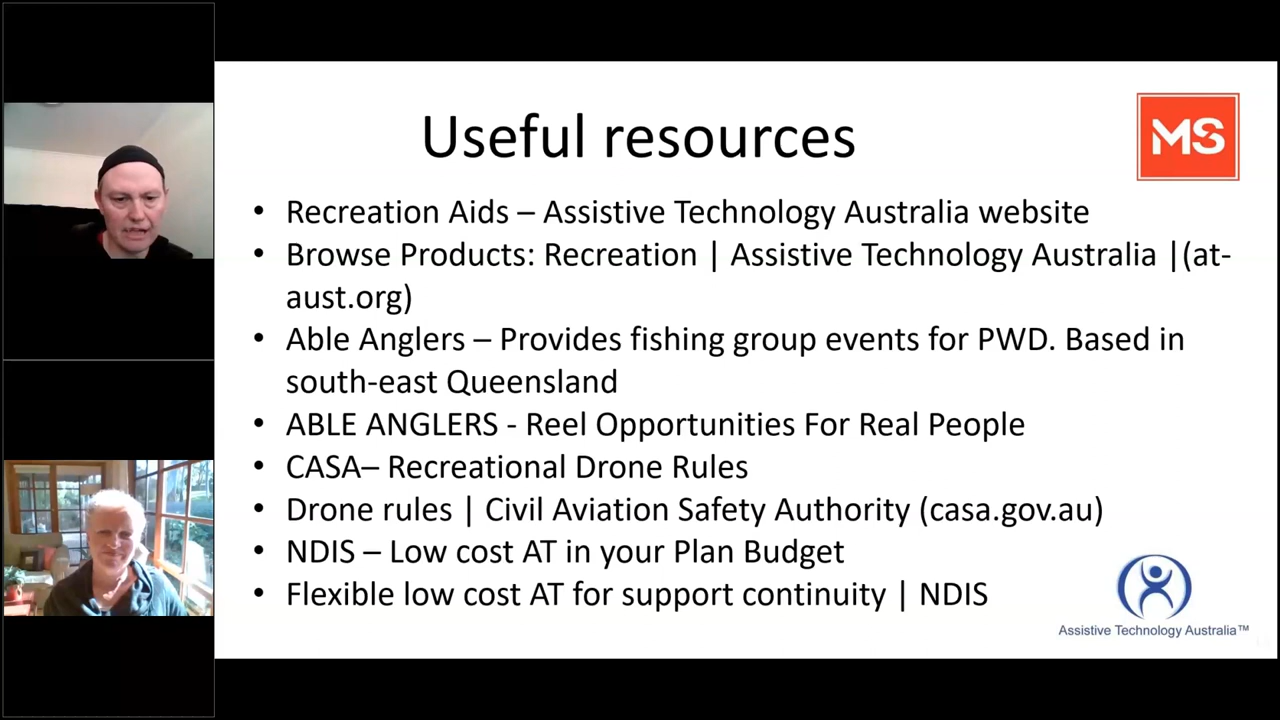 Useful resources
MS
• Recreation Aids – Assistive Technology Australia website
• Browse Products: Recreation | Assistive Technology Australia |(at-
aust.org)
• Able Anglers – Provides fishing group events for PWD. Based in
south-east Queensland
• ABLE ANGLERS - Reel Opportunities For Real People
• CASA– Recreational Drone Rules
• Drone rules | Civil Aviation Safety Authority (casa.gov.au)
• NDIS – Low cost AT in your Plan Budget
• Flexible low cost AT for support continuity | NDIS
Assistive Technology Australia™